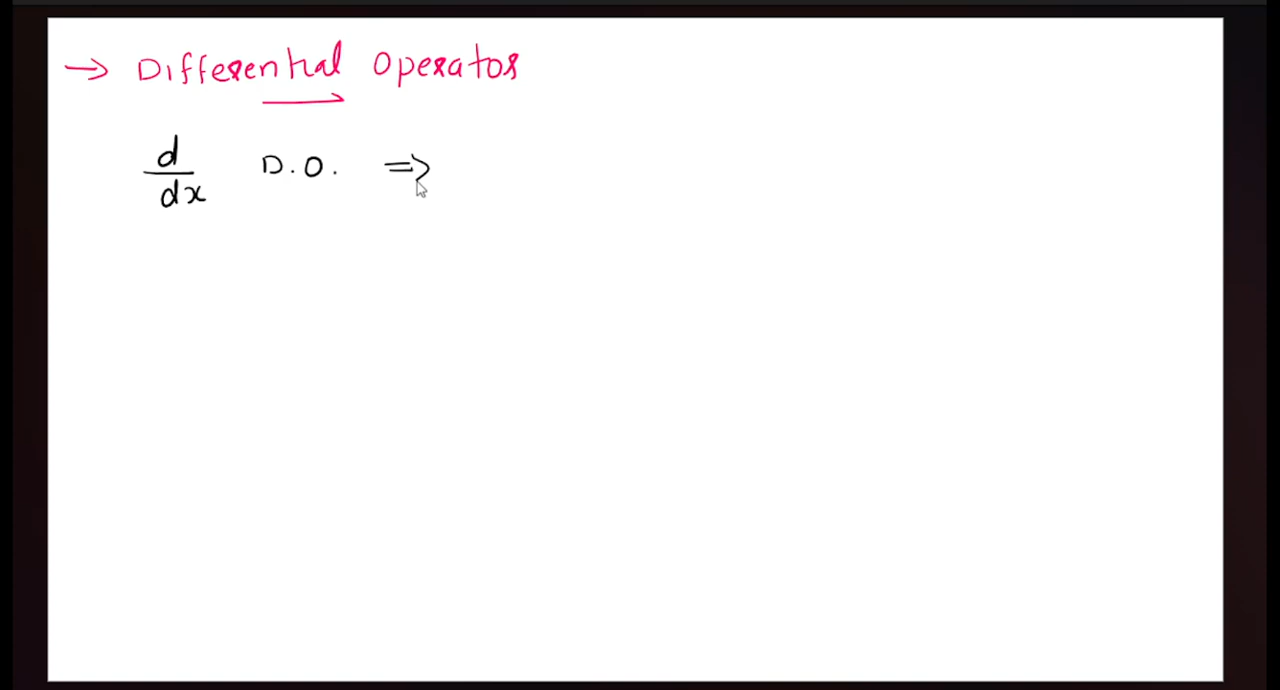 → Differential Operator
d/dx D.O. ⇒